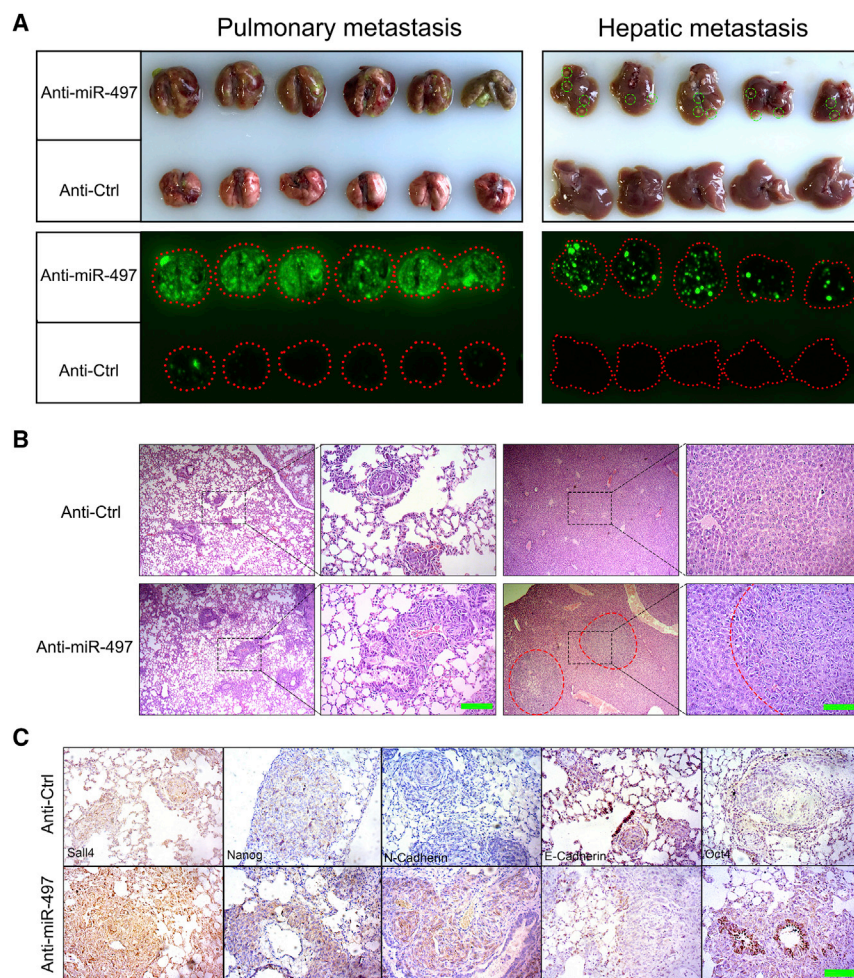 A
Pulmonary metastasis
Hepatic metastasis
Anti-miR-497
Anti-Ctrl
Anti-miR-497
Anti-Ctrl
B
Anti-Ctrl
Anti-miR-497
C
Anti-Ctrl
Sall4
Nanog
N-Cadherin
E-Cadherin
Oct4
Anti-miR-497